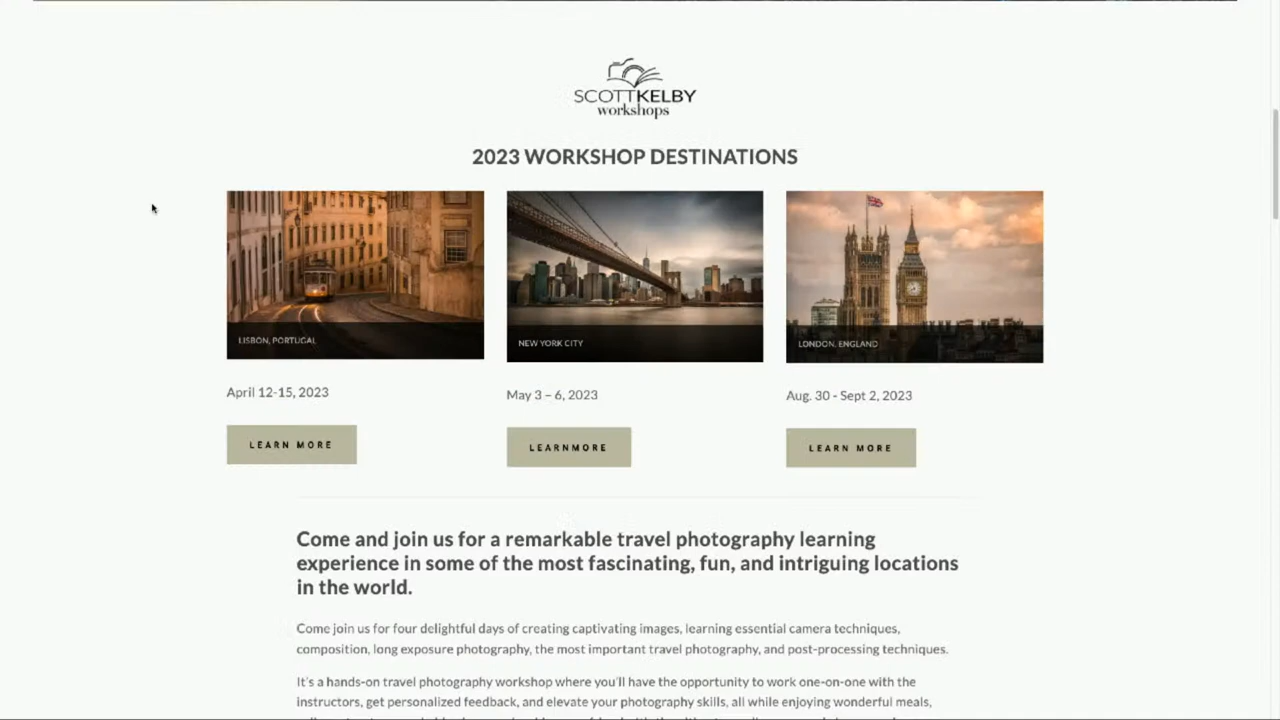 SCOTTKELBY
workshops
2023 WORKSHOP DESTINATIONS
LISBON, PORTUGAL
NEW YORK CITY
LONDON, ENGLAND
April 12-15, 2023
May 3 – 6, 2023
Aug. 30 - Sept 2, 2023
LEARN MORE
LEARNMORE
LEARN MORE
Come and join us for a remarkable travel photography learning
experience in some of the most fascinating, fun, and intriguing locations
in the world.
Come join us for four delightful days of creating captivating images, learning essential camera techniques,
composition, long exposure photography, the most important travel photography, and post-processing techniques.
It's a hands-on travel photography workshop where you'll have the opportunity to work one-on-one with the
instructors, get personalized feedback, and elevate your photography skills, all while enjoying wonderful meals,